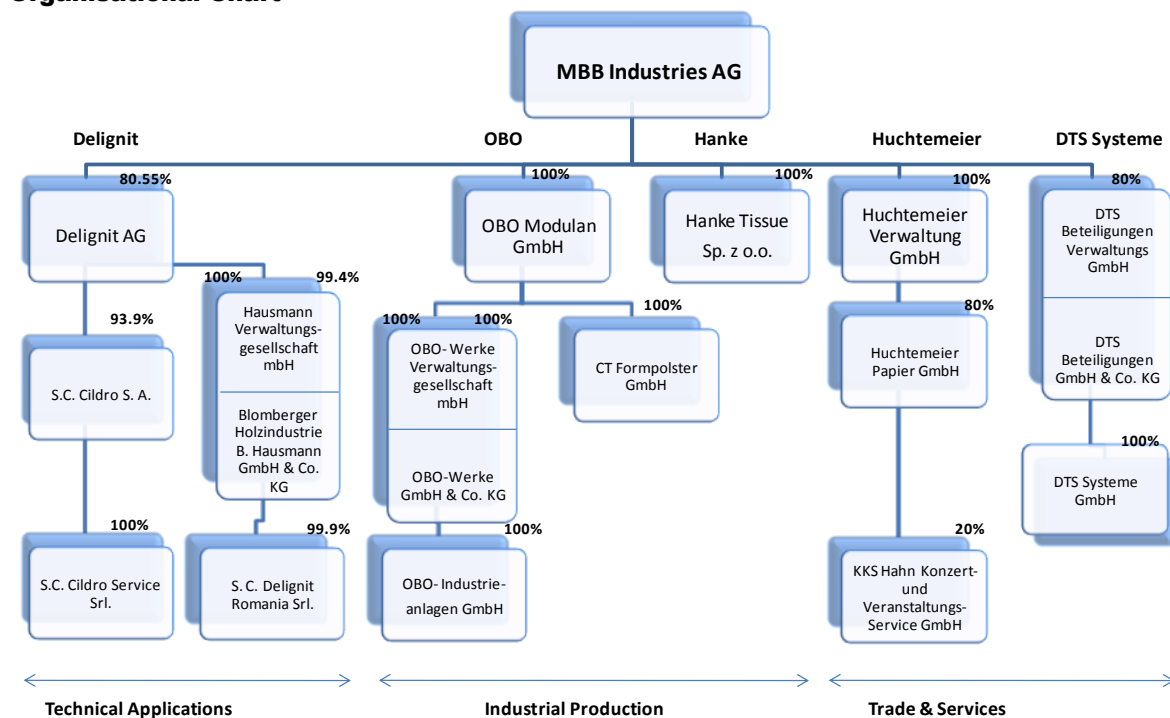 Organisational Chart
MBB Industries AG
Delignit
OBO
Hanke
Huchtemeier
DTS Systeme
80.55%
100%
100%
100%
80%
Delignit AG
OBO Modulan
GmbH
Hanke Tissue
Sp. z o.o.
Huchtemeier
Verwaltung
GmbH
DTS
Beteiligungen
Verwaltungs
GmbH
DTS
Beteiligungen
GmbH & Co. KG
93.9%
100%
99.4%
100%
100%
100%
80%
S.C. Cildro S. A.
Hausmann
Verwaltungs-
gesellschaft
mbH
Blomberger
Holzindustrie
B. Hausmann
GmbH & Co.
KG
OBO- Werke
Verwaltungs-
gesellschaft
mbH
OBO-Werke
GmbH & Co. KG
CT Formpolster
GmbH
Huchtemeier
Papier GmbH
100%
DTS Systeme
GmbH
100%
99.9%
100%
20%
S.C. Cildro Service
Srl.
S. C. Delignit
Romania Srl.
OBO- Industrie-
anlagen GmbH
KKS Hahn Konzert-
und
Veranstaltungs-
Service GmbH
Technical Applications
Industrial Production
Trade & Services